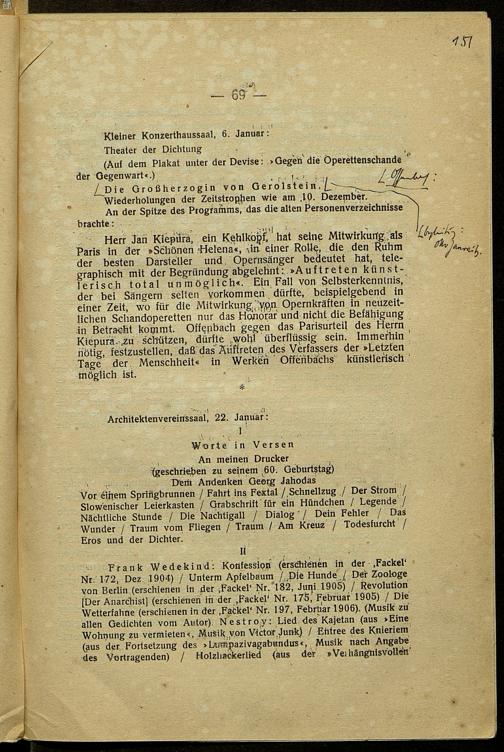 151
— 69 —
Kleiner Konzerthaussaal, 6. Januar:
Theater der Dichtung
(Auf dem Plakat unter der Devise: »Gegen die Operettenschande
der Gegenwart«.)
Offenbach:
Die Großherzogin von Gerolstein.
Wiederholungen der Zeitstrophen wie am 10. Dezember.
An der Spitze des Programms, das die alten Personenverzeichnisse
brachte:
Herr Jan Kiepura, ein Kehlkopf, hat seine Mitwirkung als
Paris in der »Schönen Helena«, in einer Rolle, die den Ruhm
der besten Darsteller und Opernsänger bedeutet hat, tele-
graphisch mit der Begründung abgelehnt: »Auftreten künst-
lerisch total unmöglich«. Ein Fall von Selbsterkenntnis,
der bei Sängern selten vorkommen dürfte, beispielgebend in
einer Zeit, wo für die Mitwirkung von Opernkräften in neuzeit-
lichen Schandoperetten nur das Honorar und nicht die Befähigung
in Betracht kommt. Offenbach gegen das Parisurteil des Herrn
Kiepura zu schützen, dürfte wohl überflüssig sein. Immerhin
nötig, festzustellen, daß das Auftreten des Verfassers der »Letzten
Tage der Menschheit« in Werken Offenbachs künstlerisch
möglich ist.
*
Architektenvereinssaal, 22. Januar:
I
Worte in Versen
An meinen Drucker
(geschrieben zu seinem 60. Geburtstag)
Dem Andenken Georg Jahodas
Vor einem Springbrunnen / Fahrt ins Fextal / Schnellzug / Der Strom /
Slowenischer Leierkasten / Grabschrift für ein Hündchen / Legende /
Nächtliche Stunde / Die Nachtigall / Dialog / Dein Fehler / Das
Wunder / Traum vom Fliegen / Traum / Am Kreuz / Todesfurcht /
Eros und der Dichter.
II
Frank Wedekind: Konfession (erschienen in der ‚Fackel‘
Nr. 172, Dez. 1904) / Unterm Apfelbaum / Die Hunde / Der Zoologe
von Berlin (erschienen in der ‚Fackel‘ Nr. 182, Juni 1905) / Revolution
[Der Anarchist] (erschienen in der ‚Fackel‘ Nr. 175, Februar 1905) / Die
Wetterfahne (erschienen in der ‚Fackel‘ Nr. 197, Februar 1906). (Musik zu
allen Gedichten vom Autor) Nestroy: Lied des Kajetan (aus »Eine
Wohnung zu vermieten«, Musik von Victor Junk) / Entree des Knieriem
(aus der Fortsetzung des »Lumpazivagabundus«, Musik nach Angabe
des Vortragenden) / Holzhackerlied (aus der »Verhängnisvollen